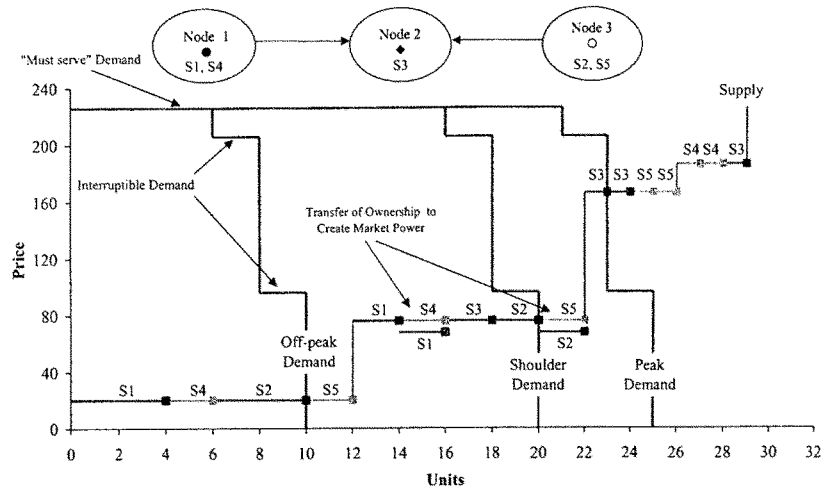 Node 1
S1, S4
Node 2
S3
Node 3
S2, S5
"Must serve" Demand
Supply
Interruptible Demand
Transfer of Ownership to
Create Market Power
S4 S4 S3
S3 S3 S5 S5
S1 S4 S3 S2 S5
S1 S2
S1 S4 S2 S5
Off-peak
Demand
Shoulder
Demand
Peak
Demand
Price
240
200
160
120
80
40
0
0 2 4 6 8 10 12 14 16 18 20 22 24 26 28 30 32
Units